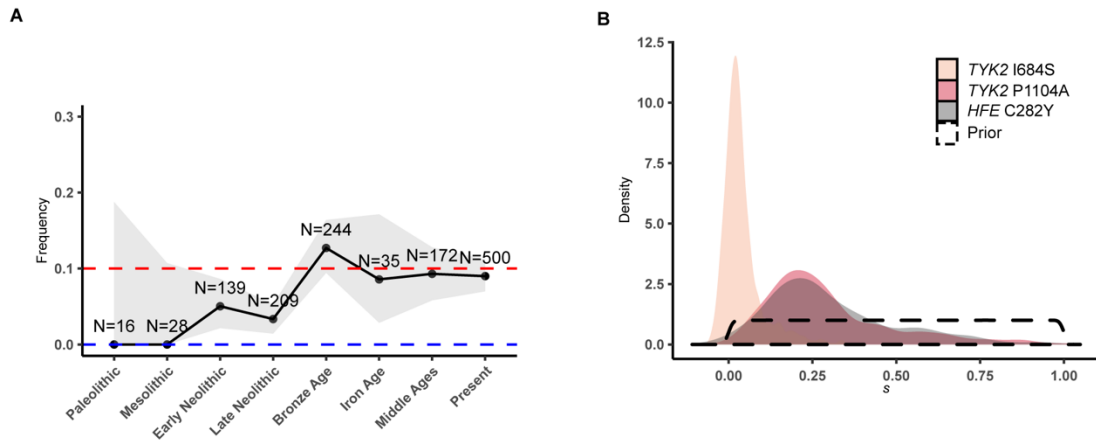 A
Frequency
0.3
0.2
0.1
0.0
N=16
N=28
N=139
N=209
N=244
N=35
N=172
N=500
Paleolithic
Mesolithic
Early Neolithic
Late Neolithic
Bronze Age
Iron Age
Middle Ages
Present
B
Density
12.5
10.0
7.5
5.0
2.5
0.0
TYK2 I684S
TYK2 P1104A
HFE C282Y
Prior
0.00 0.25 0.50 0.75 1.00
s